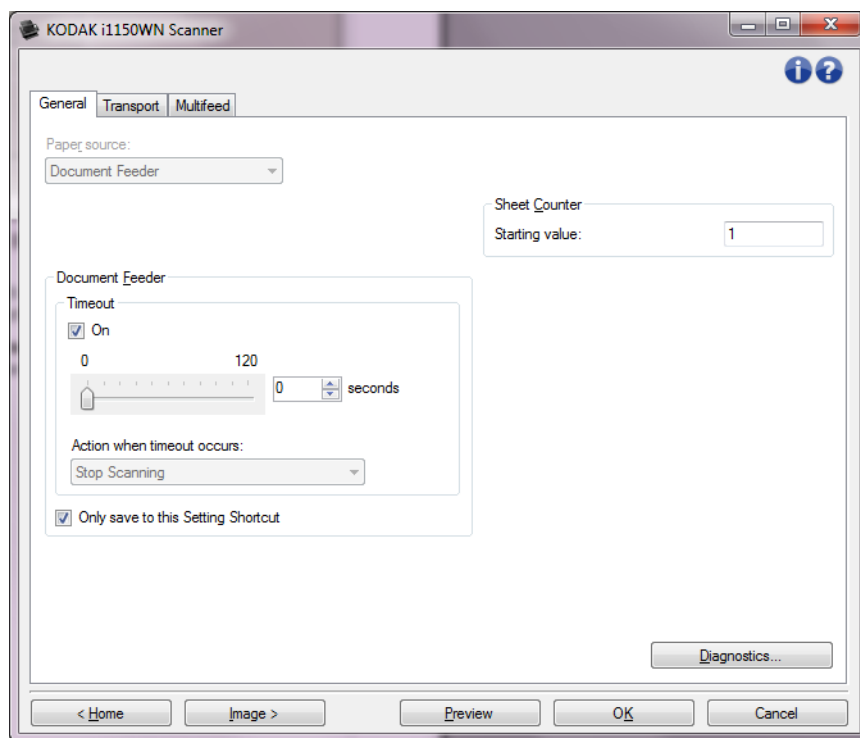 KODAK i1150WN Scanner
General Transport Multifeed
Paper source:
Document Feeder
Sheet Counter
Starting value: 1
Document Feeder
Timeout
On
0 120
0 seconds
Action when timeout occurs:
Stop Scanning
Only save to this Setting Shortcut
Diagnostics...
< Home Image > Preview OK Cancel